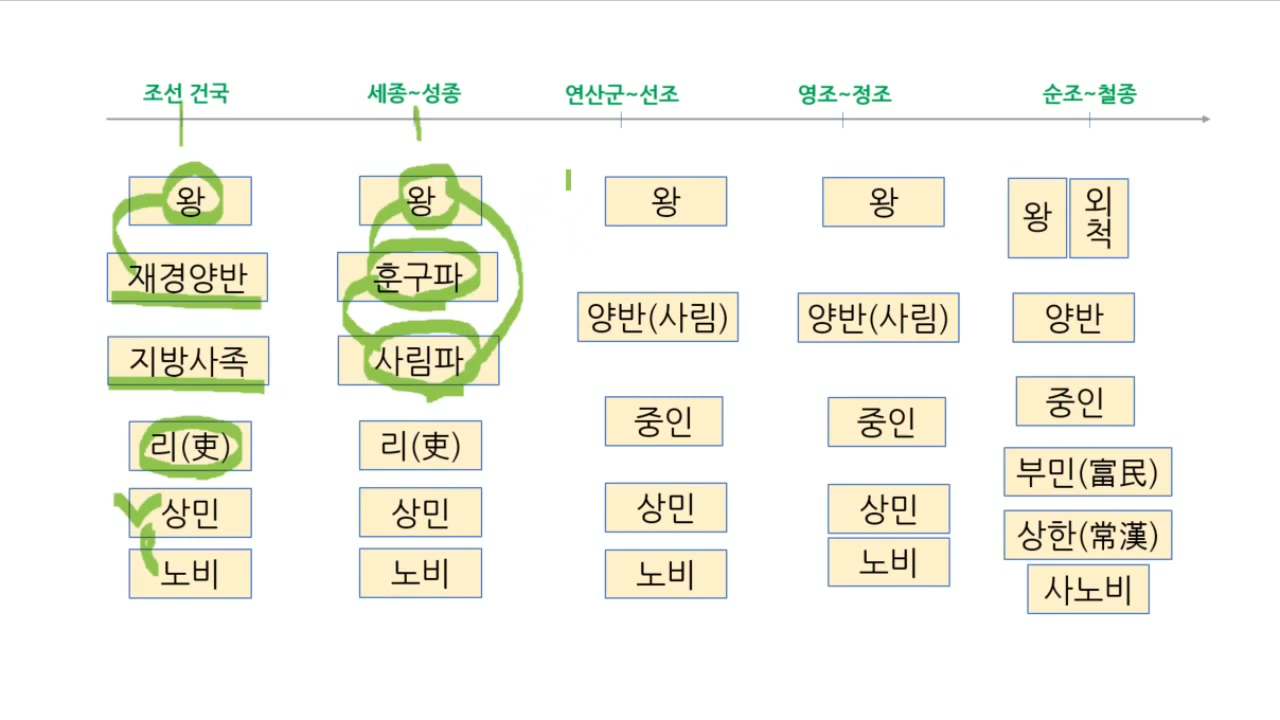 조선 건국
세종~성종
연산군~선조
영조~정조
순조~철종
왕
재경양반
지방사족
리(吏)
상민
노비
왕
훈구파
사림파
리(吏)
상민
노비
왕
양반(사림)
중인
상민
노비
왕
양반(사림)
중인
상민
노비
왕
외
척
양반
중인
부민(富民)
상한(常漢)
사노비